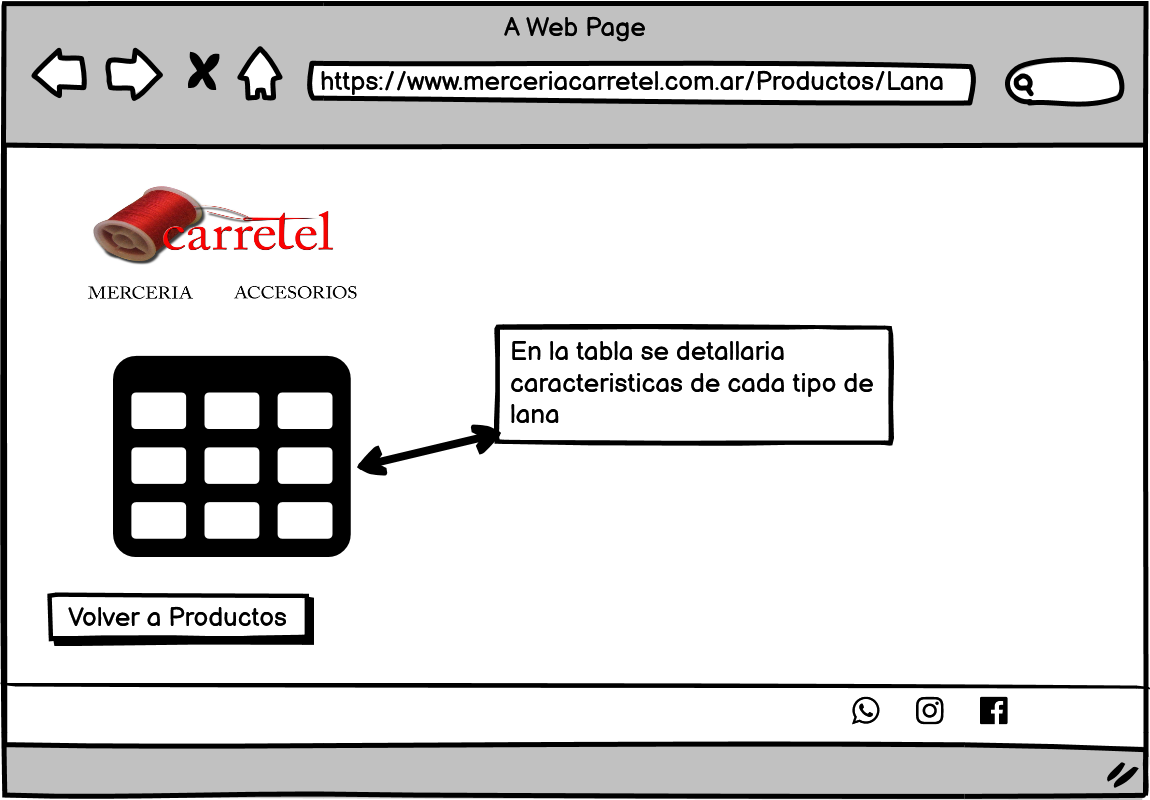 A Web Page
https://www.merceriacarretel.com.ar/Productos/Lana
carretel
MERCERIA ACCESORIOS
En la tabla se detallaria
caracteristicas de cada tipo de
lana
Volver a Productos